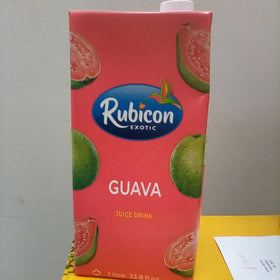 Rubicon
EXOTIC
GUAVA
JUICE DRINK
1 litre, 33.8 fl oz